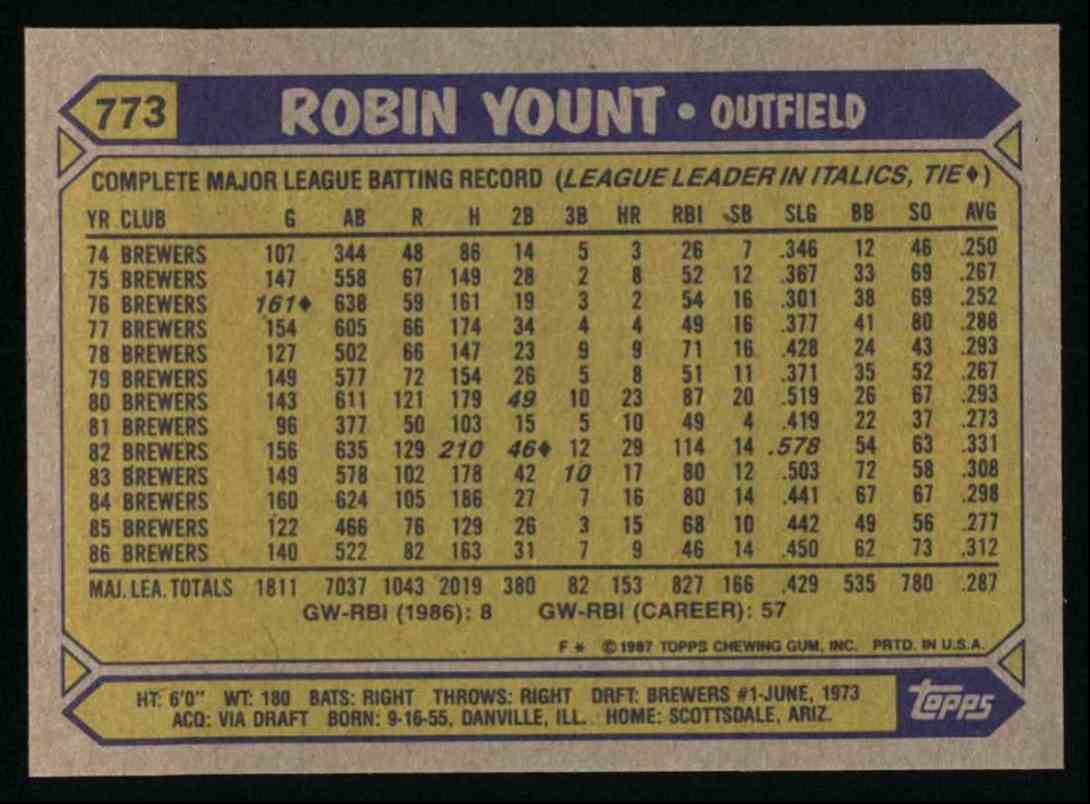 773 ROBIN YOUNT • OUTFIELD
COMPLETE MAJOR LEAGUE BATTING RECORD (LEAGUE LEADER IN ITALICS, TIE♦)
YR CLUB G AB R H 2B 3B HR RBI SB SLG BB SO AVG
74 BREWERS 107 344 48 86 14 5 3 26 7 .346 12 46 .250
75 BREWERS 147 558 67 149 28 2 8 52 12 .367 33 69 .267
76 BREWERS 161♦ 638 59 161 19 3 2 54 16 .301 38 69 .252
77 BREWERS 154 605 66 174 34 4 4 49 16 .377 41 80 .288
78 BREWERS 127 502 66 147 23 9 9 71 16 .428 24 43 .293
79 BREWERS 149 577 72 154 26 5 8 51 11 .371 35 52 .267
80 BREWERS 143 611 121 179 49 10 23 87 20 .519 26 67 .293
81 BREWERS 96 377 50 103 15 5 10 49 4 .419 22 37 .273
82 BREWERS 156 635 129 210 46♦ 12 29 114 14 .578 54 63 .331
83 BREWERS 149 578 102 178 42 10 17 80 12 .503 72 58 .308
84 BREWERS 160 624 105 186 27 7 16 80 14 .441 67 67 .298
85 BREWERS 122 466 76 129 26 3 15 68 10 .442 49 56 .277
86 BREWERS 140 522 82 163 31 7 9 46 14 .450 62 73 .312
MAJ. LEA. TOTALS 1811 7037 1043 2019 380 82 153 827 166 .429 535 780 .287
GW-RBI (1986): 8 GW-RBI (CAREER): 57
F * © 1987 TOPPS CHEWING GUM, INC. PRTD. IN U.S.A.
HT: 6'0" WT: 180 BATS: RIGHT THROWS: RIGHT DRFT: BREWERS #1-JUNE, 1973
ACQ: VIA DRAFT BORN: 9-16-55, DANVILLE, ILL. HOME: SCOTTSDALE, ARIZ.
topps